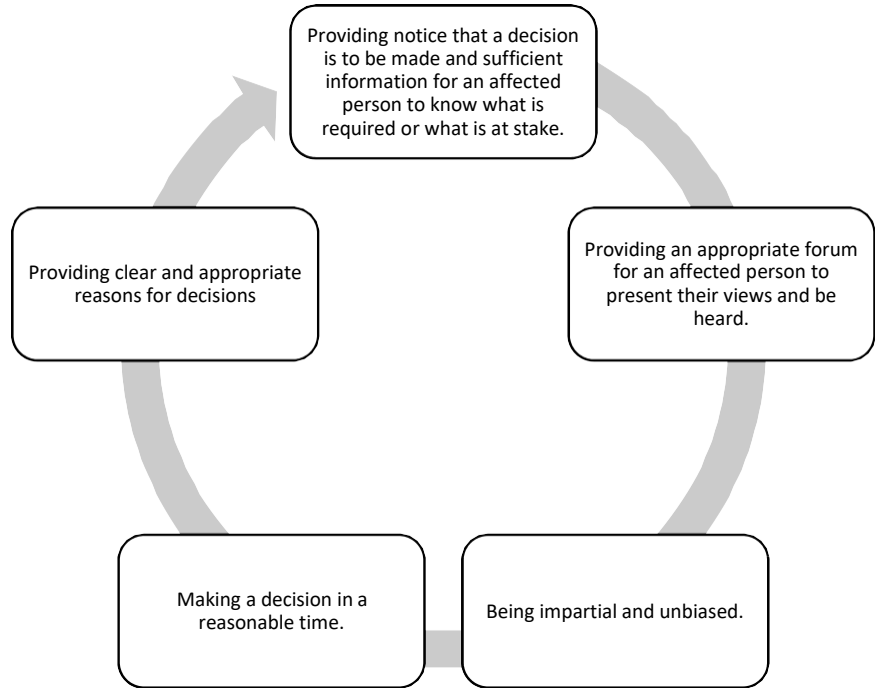 Providing notice that a decision
is to be made and sufficient
information for an affected
person to know what is
required or what is at stake.
Providing an appropriate forum
for an affected person to
present their views and be
heard.
Being impartial and unbiased.
Making a decision in a
reasonable time.
Providing clear and appropriate
reasons for decisions